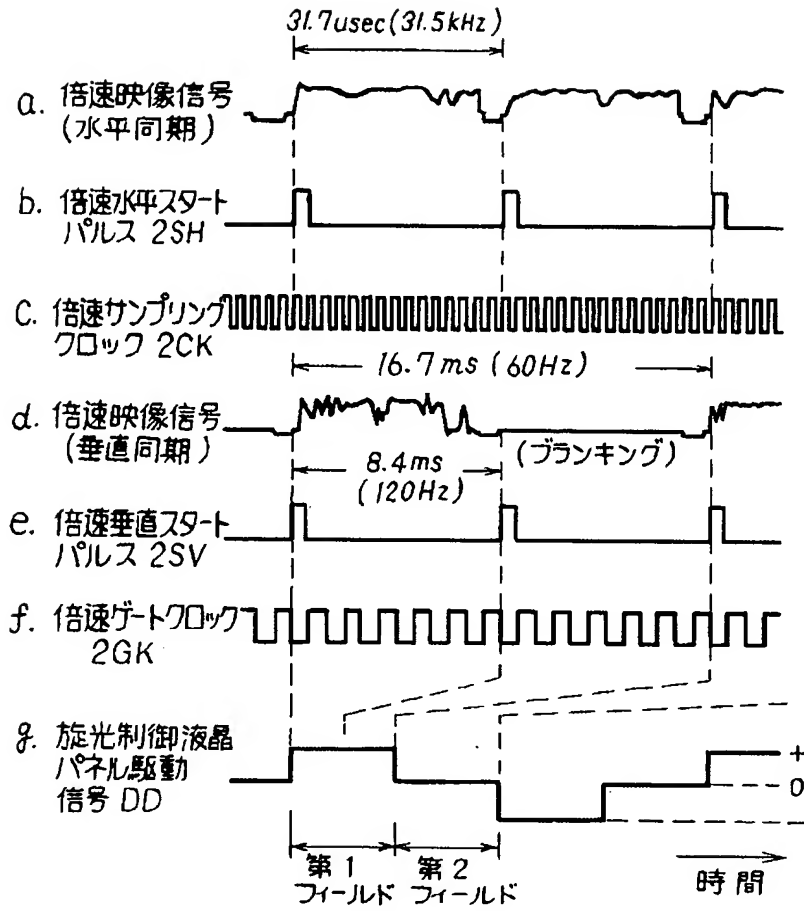 31.7usec(31.5kHz)
a. 倍速映像信号
(水平同期)
b. 倍速水平スタート
パルス 2SH
C. 倍速サンプリング
クロック 2CK
16.7ms (60Hz)
d. 倍速映像信号
(垂直同期)
(ブランキング)
8.4ms
(120Hz)
e. 倍速垂直スタート
パルス 2SV
f. 倍速ゲートクロック
2GK
g. 旋光制御液晶
パネル駆動
信号 DD
+
0
-
第1
フィールド
第2
フィールド
時間